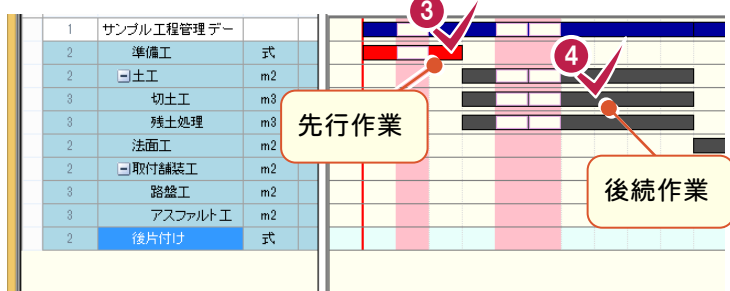 1 サンプル工程管理デー
2 準備工 式
2 土工 m2
3 切土工 m3
3 残土処理 m3
2 法面工 m2
2 取付舗装工 m2
3 路盤工 m2
3 アスファルト工 m2
2 後片付け 式
3
4
先行作業
後続作業